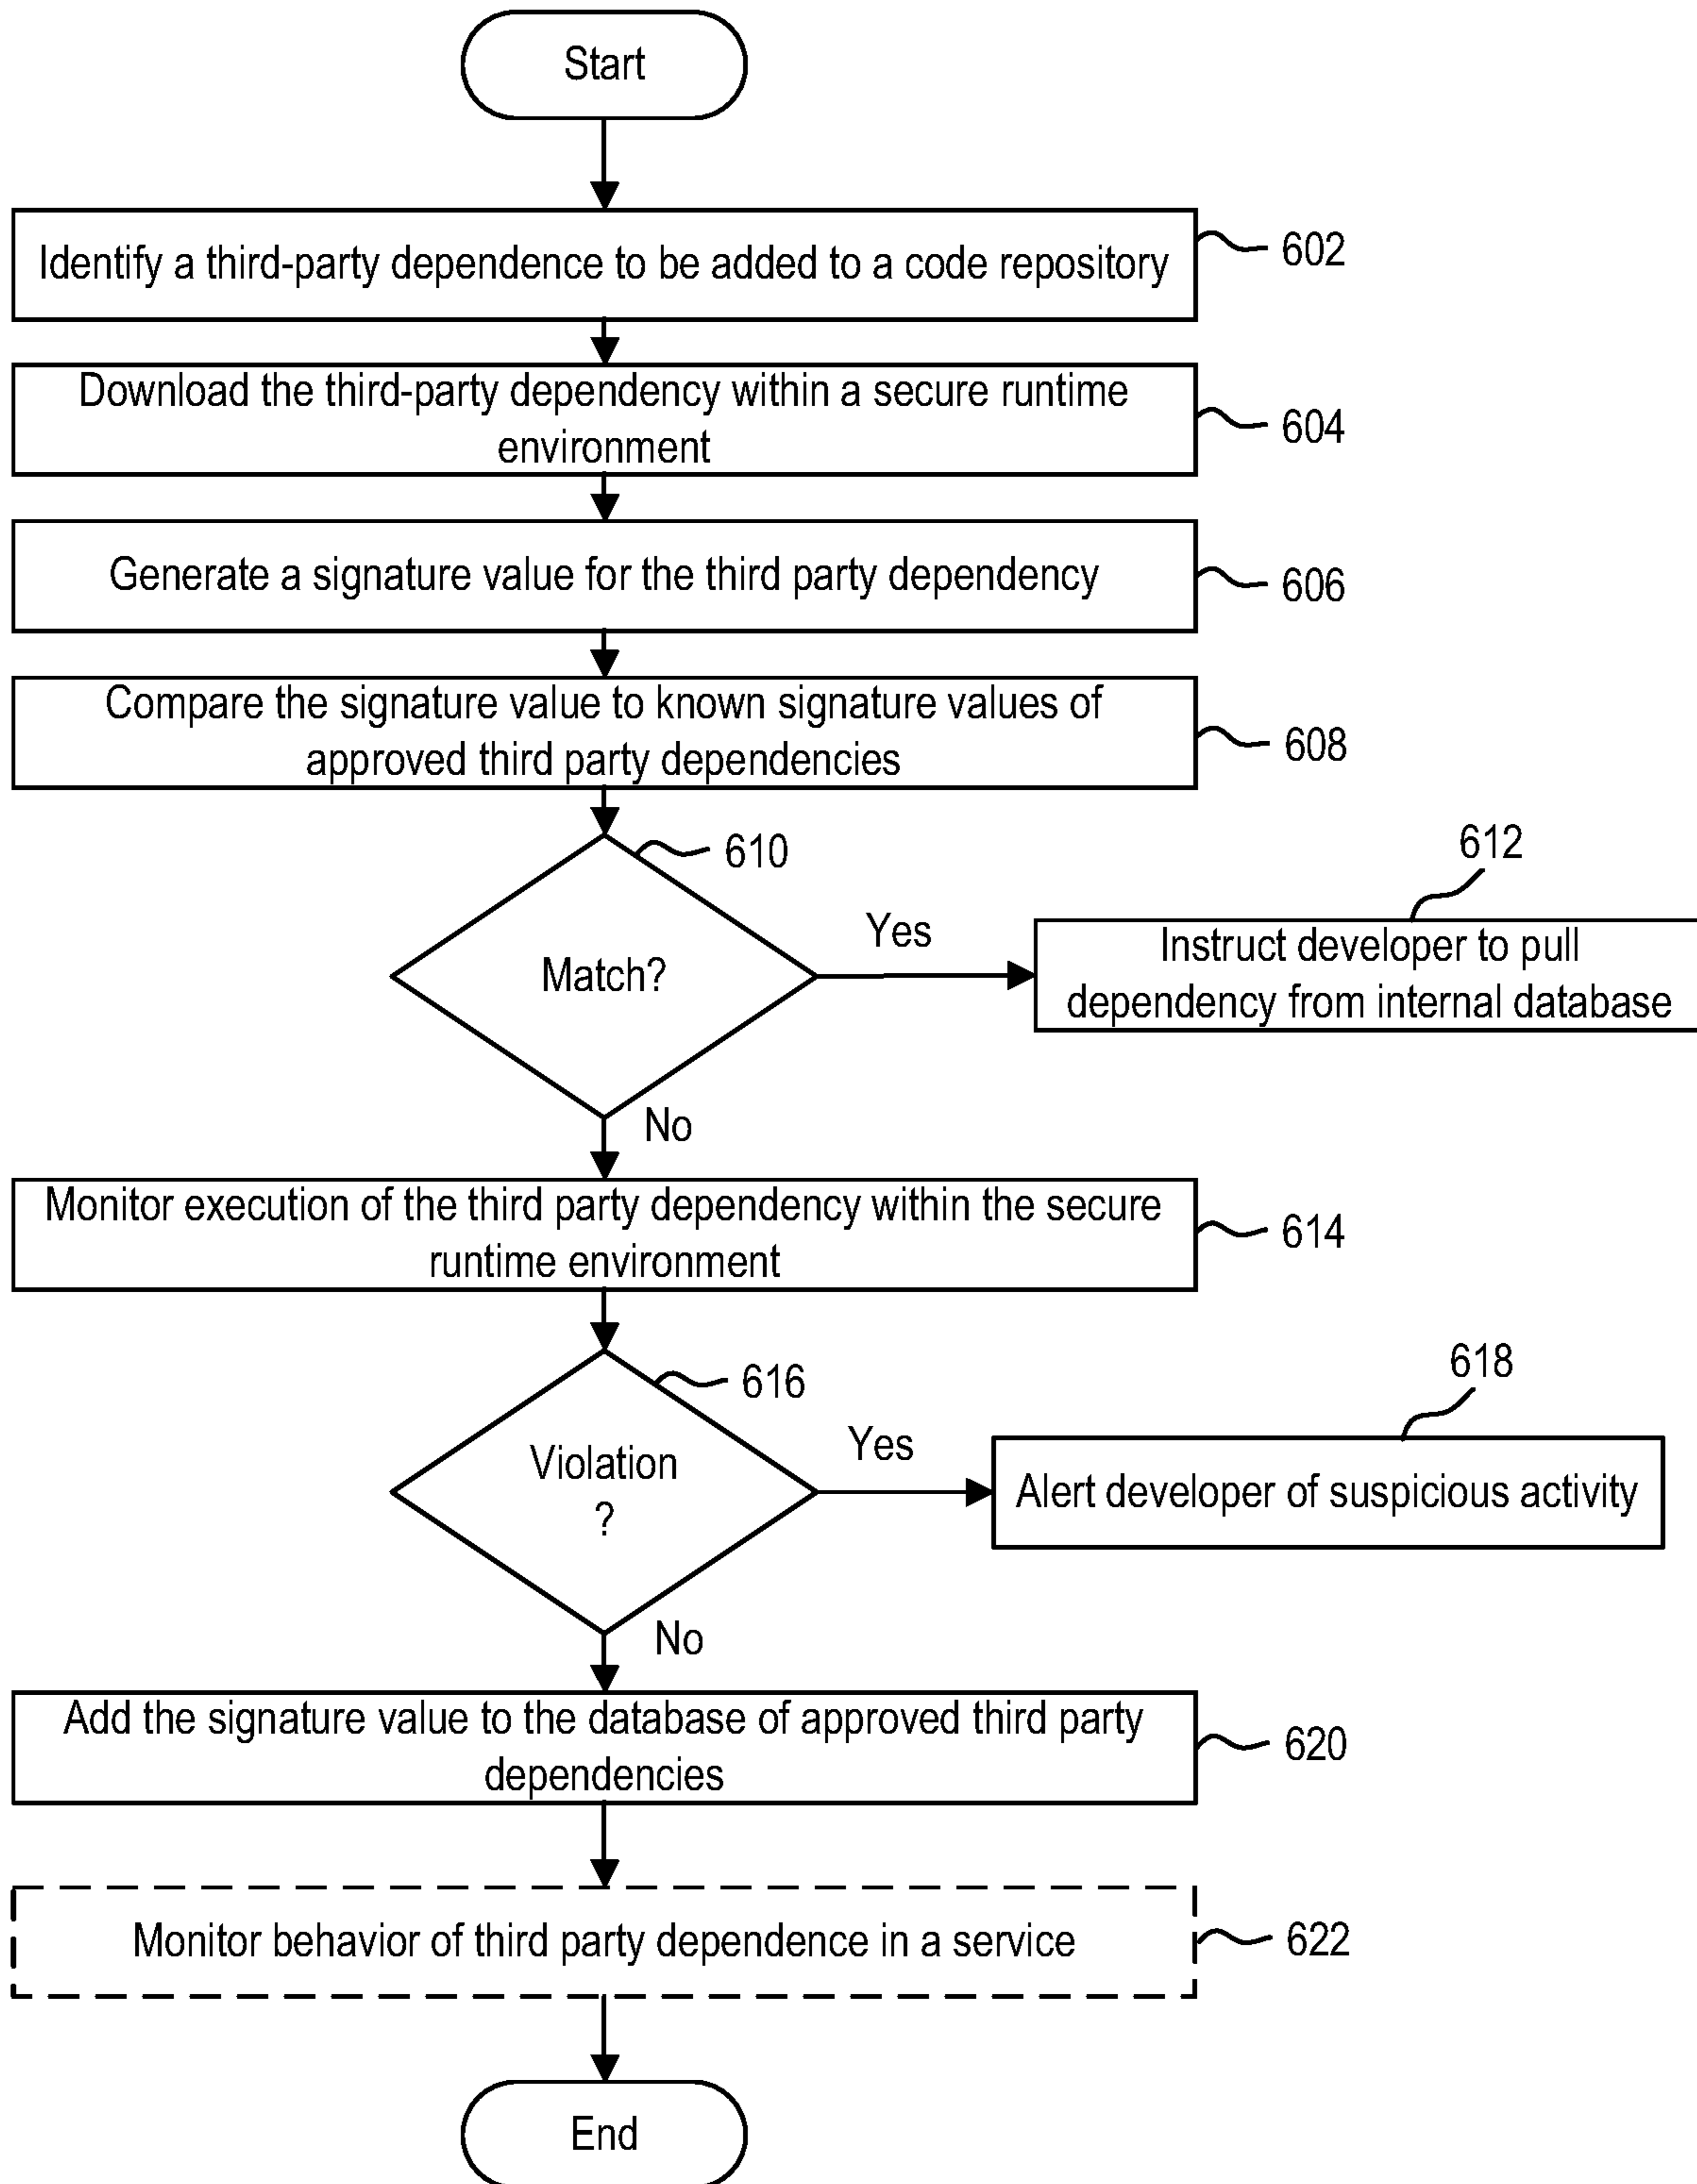 Start
Identify a third-party dependence to be added to a code repository
602
Download the third-party dependency within a secure runtime
environment
604
Generate a signature value for the third party dependency
606
Compare the signature value to known signature values of
approved third party dependencies
608
610
Match?
Yes
612
Instruct developer to pull
dependency from internal database
No
Monitor execution of the third party dependency within the secure
runtime environment
614
616
Violation
?
Yes
618
Alert developer of suspicious activity
No
Add the signature value to the database of approved third party
dependencies
620
Monitor behavior of third party dependence in a service
622
End